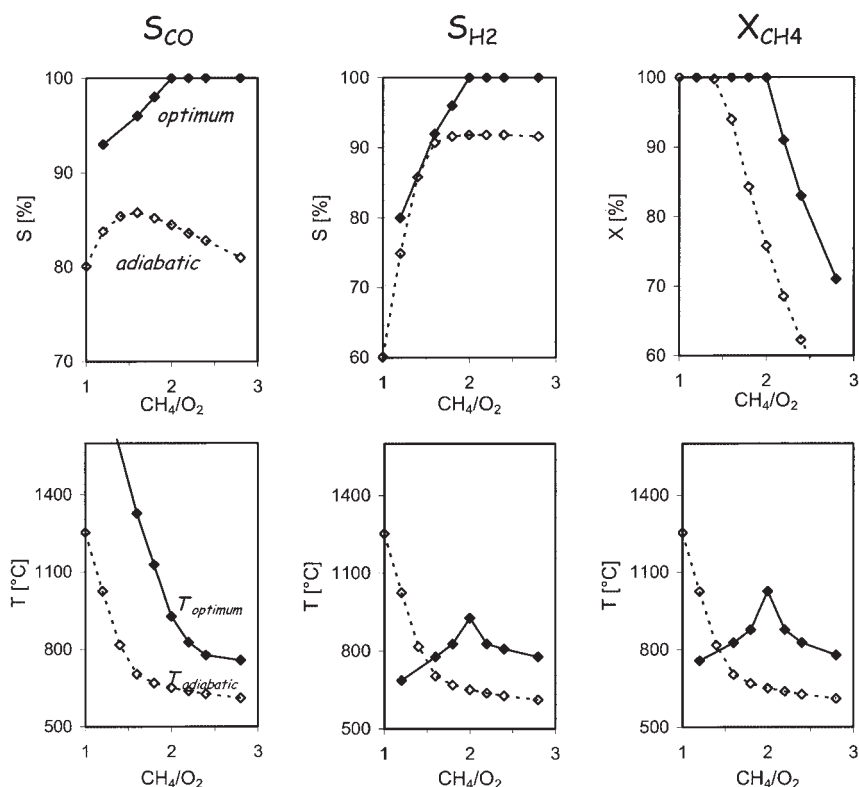 S_CO S_H2 X_CH4
100
90
80
70
S [%]
optimum
adiabatic
1 2 3
CH₄/O₂
100
90
80
70
60
S [%]
1 2 3
CH₄/O₂
100
90
80
70
60
X [%]
1 2 3
CH₄/O₂
1400
1100
800
500
T [°C]
T_optimum
T_adiabatic
1 2 3
CH₄/O₂
1400
1100
800
500
T [°C]
1 2 3
CH₄/O₂
1400
1100
800
500
T [°C]
1 2 3
CH₄/O₂